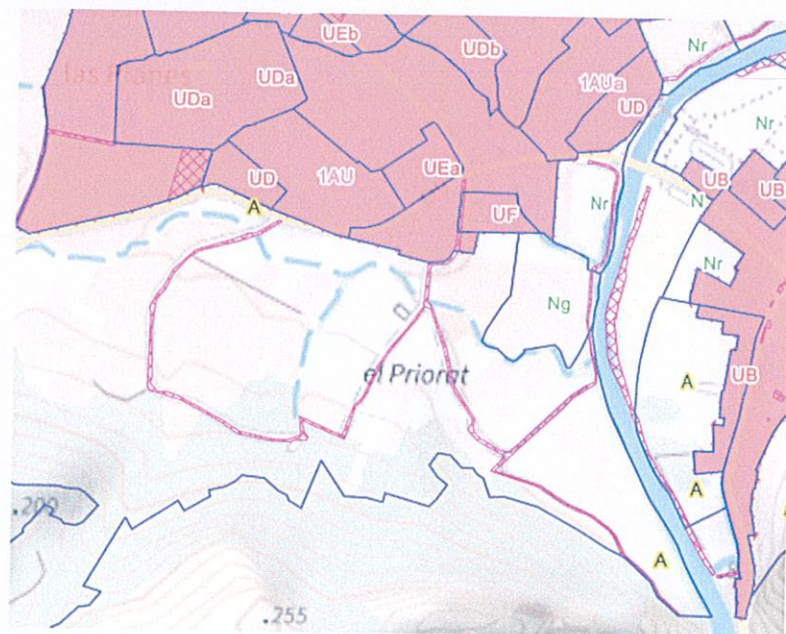 UEb
UDb
Nr
las Planes
UDa
UDa
1AUa
UD
Nr
UD
1AU
UEa
UB
UB
A
UF
Nr
N
Nr
Ng
el Priorat
UB
A
A
.209
A
.255